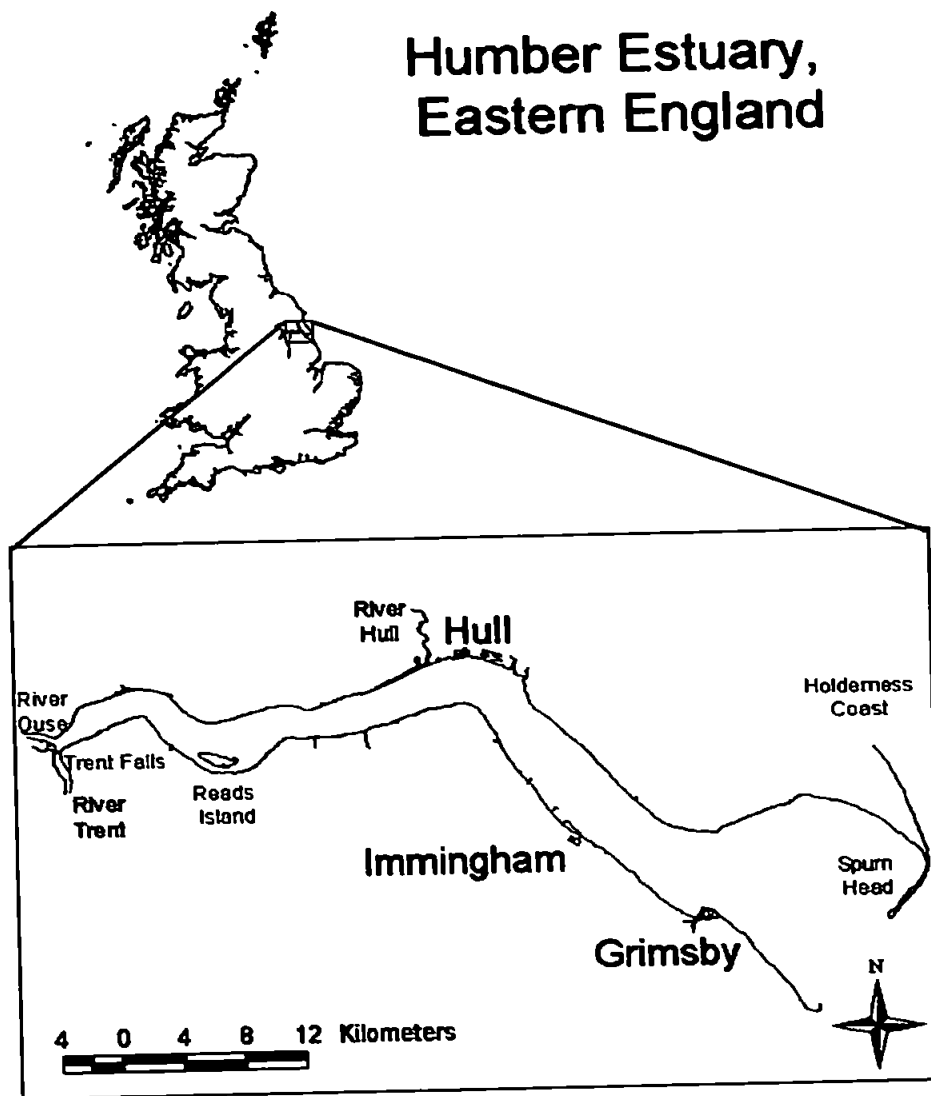 Humber Estuary,
Eastern England
River
Hull
Hull
Holderness
Coast
River
Ouse
Trent Falls
River
Trent
Reads
Island
Immingham
Spurn
Head
Grimsby
N
4 0 4 8 12 Kilometers